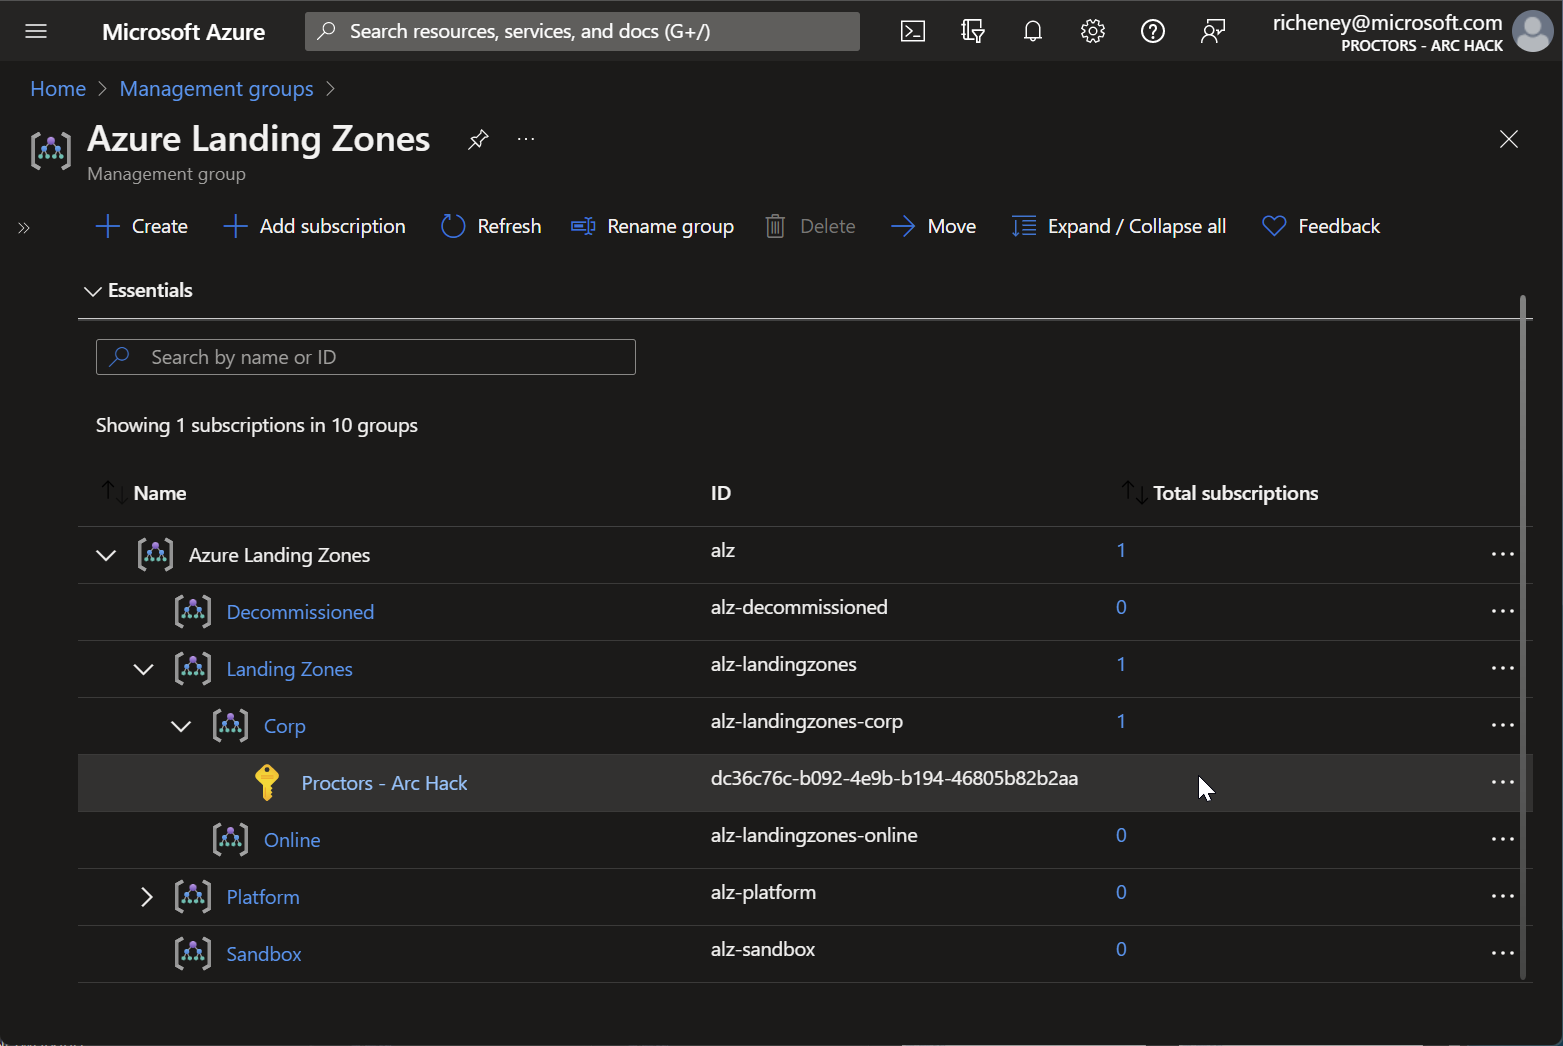 Microsoft Azure
Search resources, services, and docs (G+/)
richeney@microsoft.com
PROCTORS - ARC HACK
Home > Management groups >
Azure Landing Zones
Management group
Create
Add subscription
Refresh
Rename group
Delete
Move
Expand / Collapse all
Feedback
Essentials
Search by name or ID
Showing 1 subscriptions in 10 groups
Name ID Total subscriptions
Azure Landing Zones alz 1
Decommissioned alz-decommissioned 0
Landing Zones alz-landingzones 1
Corp alz-landingzones-corp 1
Proctors - Arc Hack dc36c76c-b092-4e9b-b194-46805b82b2aa
Online alz-landingzones-online 0
Platform alz-platform 0
Sandbox alz-sandbox 0